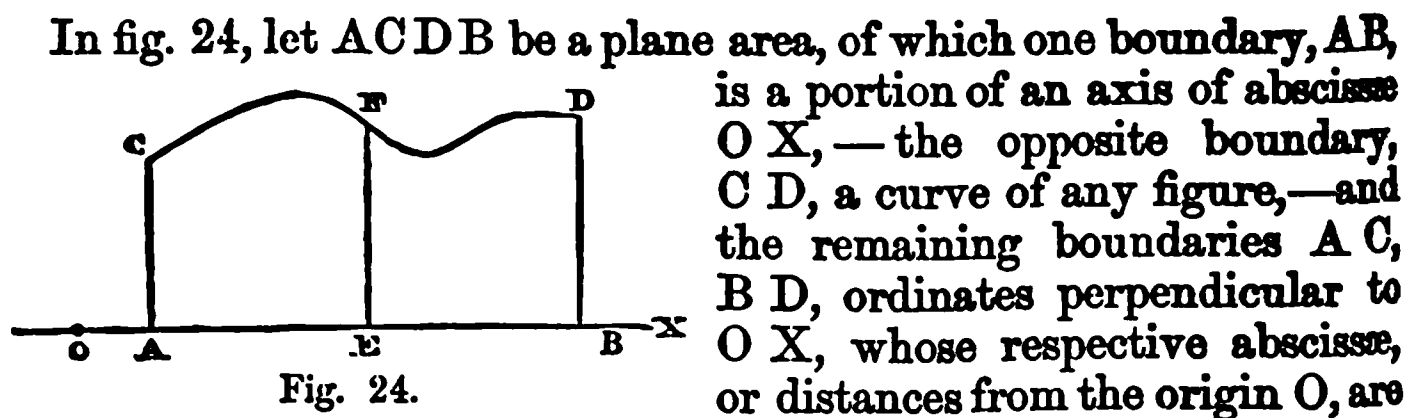 In fig. 24, let A C D B be a plane area, of which one boundary, AB,
is a portion of an axis of abscissæ
O X, — the opposite boundary,
C D, a curve of any figure,—and
the remaining boundaries A C,
B D, ordinates perpendicular to
O X, whose respective abscissæ,
or distances from the origin O, are
C
F
D
O
A
E
B
X
Fig. 24.